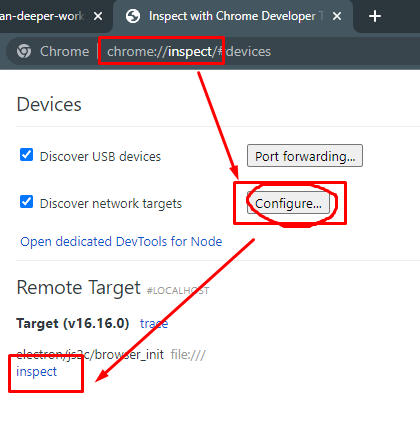 an-deeper-work
Inspect with Chrome Developer T
Chrome chrome://inspect/#devices
Devices
Discover USB devices Port forwarding...
Discover network targets Configure...
Open dedicated DevTools for Node
Remote Target #LOCALHOST
Target (v16.16.0) trace
electron/js2c/browser_init file:///
inspect